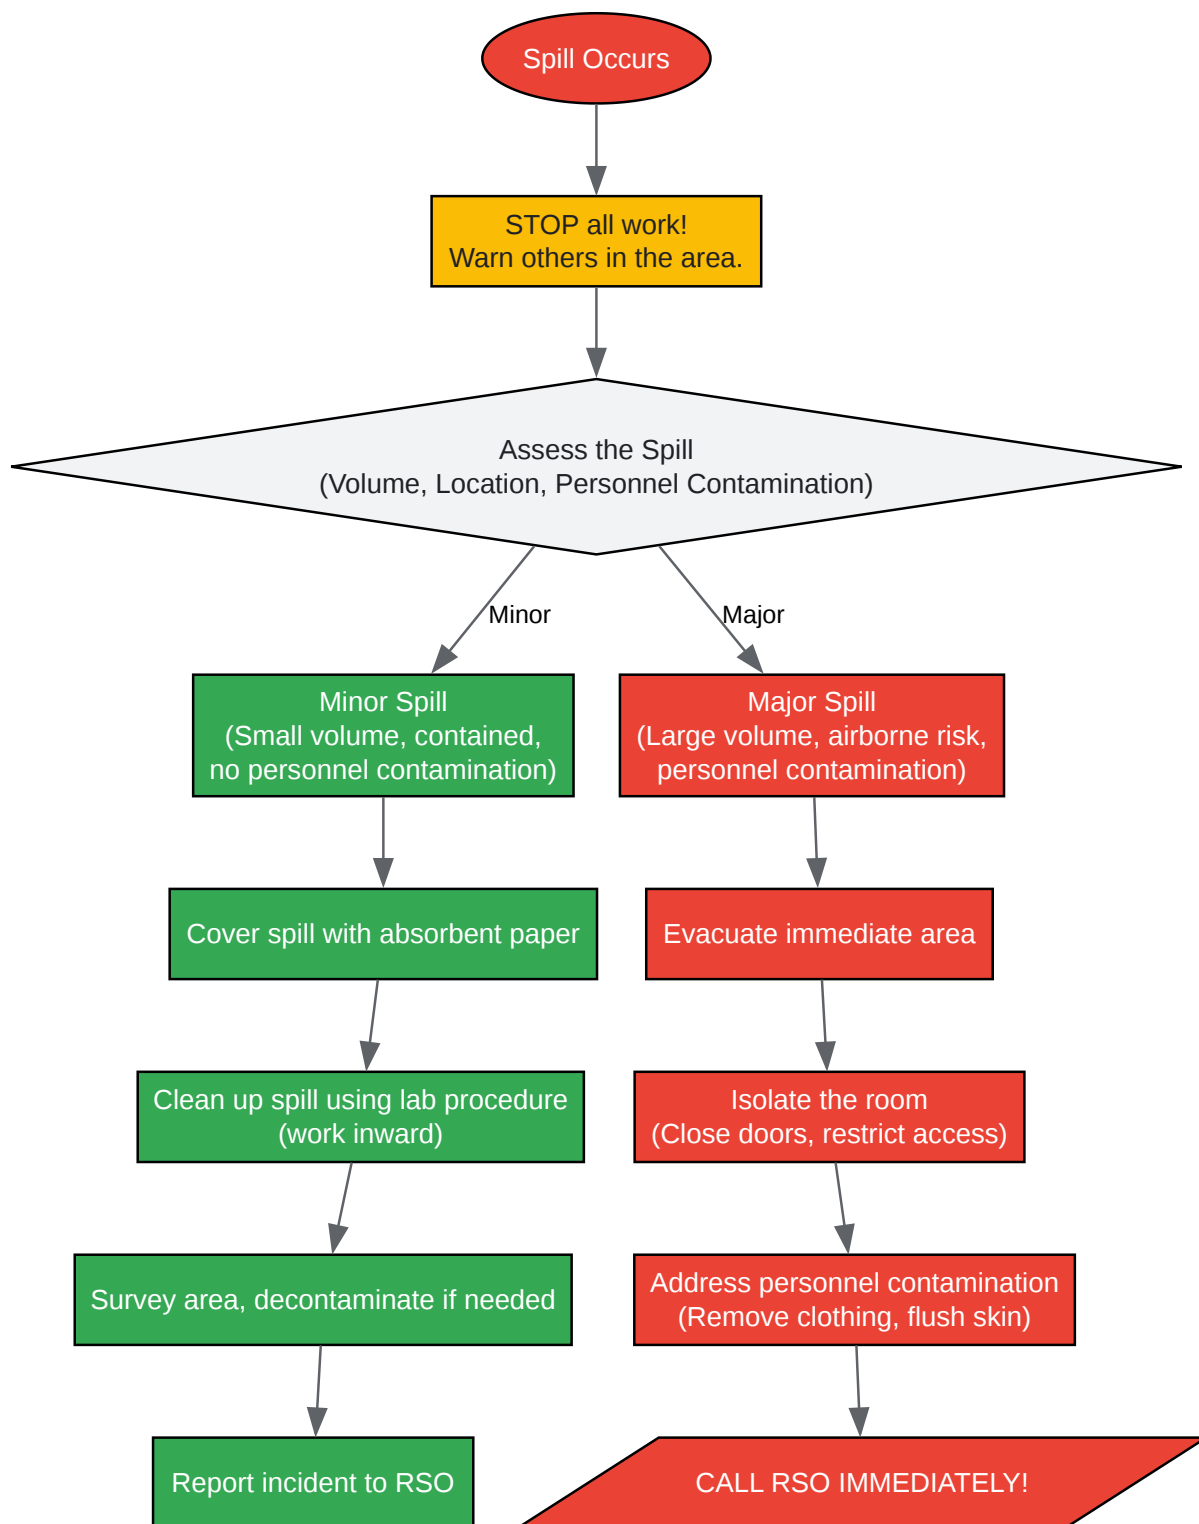 Spill Occurs
STOP all work!
Warn others in the area.
Assess the Spill
(Volume, Location, Personnel Contamination)
Minor
Major
Minor Spill
(Small volume, contained,
no personnel contamination)
Major Spill
(Large volume, airborne risk,
personnel contamination)
Cover spill with absorbent paper
Evacuate immediate area
Clean up spill using lab procedure
(work inward)
Isolate the room
(Close doors, restrict access)
Survey area, decontaminate if needed
Address personnel contamination
(Remove clothing, flush skin)
Report incident to RSO
CALL RSO IMMEDIATELY!